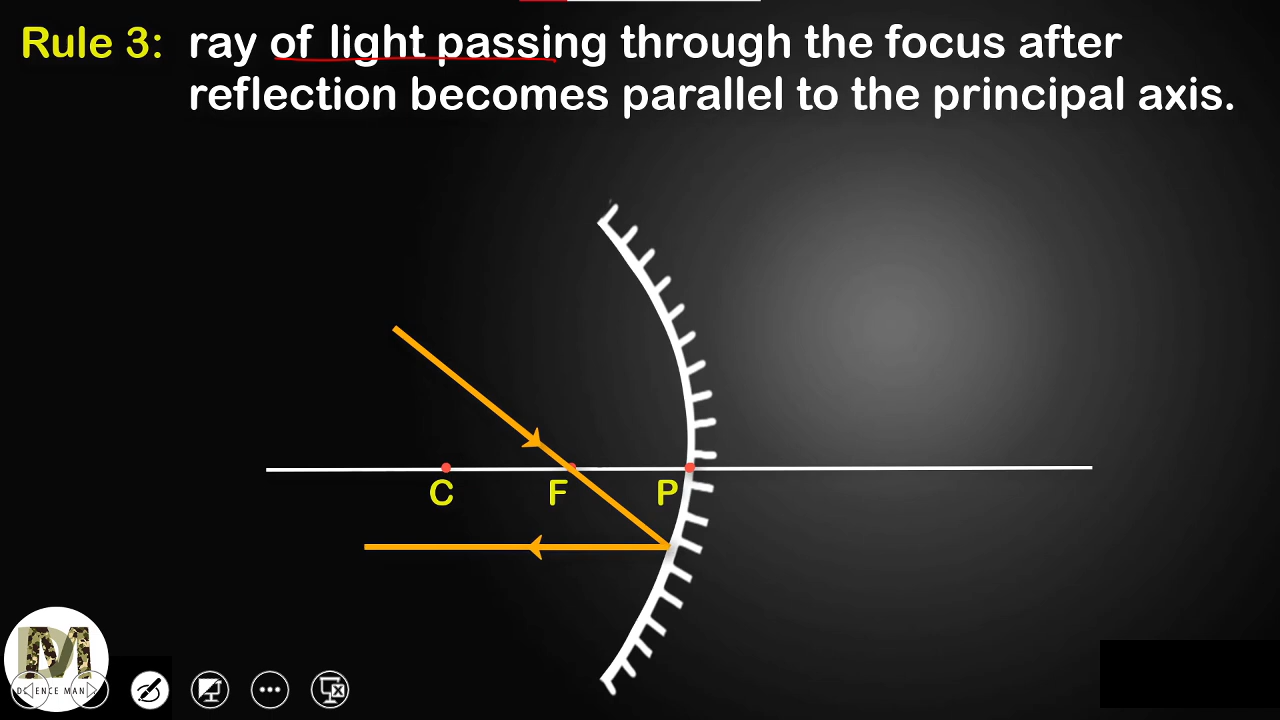 Rule 3: ray of light passing through the focus after
reflection becomes parallel to the principal axis.
C F P